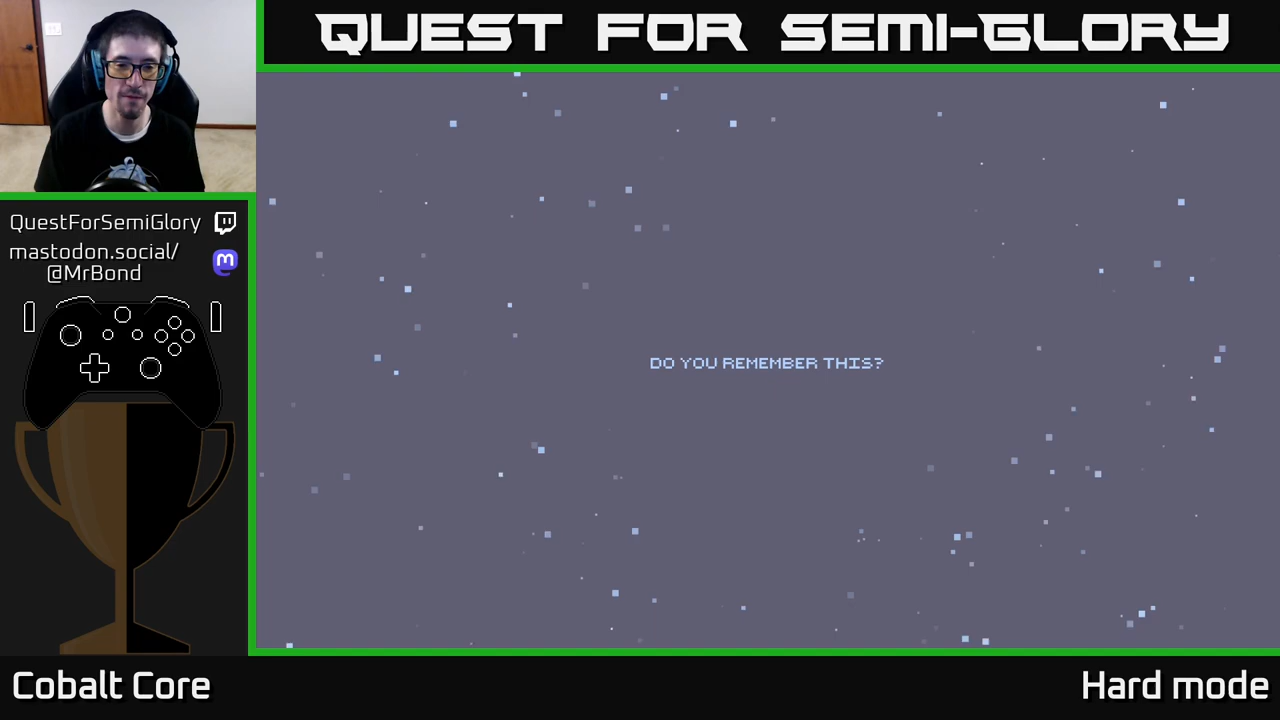 QUEST FOR SEMI-GLORY
QuestForSemiGlory
mastodon.social/
@MrBond
DO YOU REMEMBER THIS?
Cobalt Core
Hard mode